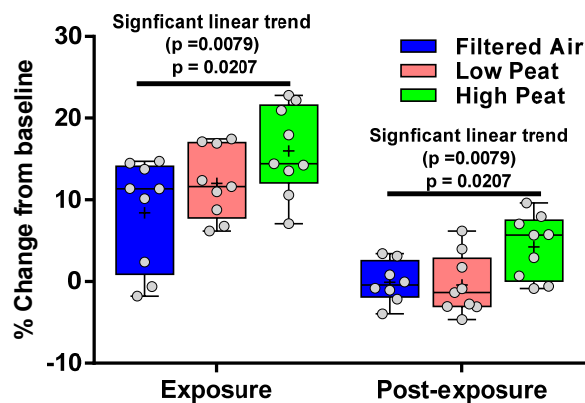 30%
20%
10%
0
-10
% Change from baseline
Signficant linear trend
(p =0.0079)
p = 0.0207
Filtered Air
Low Peat
High Peat
Signficant linear trend
(p =0.0079)
p = 0.0207
Exposure
Post-exposure